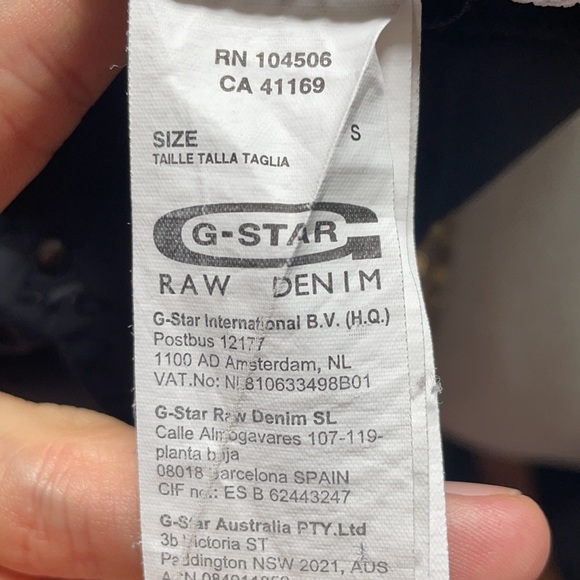 RN 104506
CA 41169
SIZE S
TAILLE TALLA TAGLIA
G-STAR
RAW DENIM
G-Star International B.V. (H.Q.)
Postbus 12177
1100 AD Amsterdam, NL
VAT.No: NL810633498B01
G-Star Raw Denim SL
Calle Almogavares 107-119-
planta baja
08018 Barcelona SPAIN
CIF no.: ES B 62443247
G-Star Australia PTY.Ltd
3b Victoria ST
Paddington NSW 2021, AUS